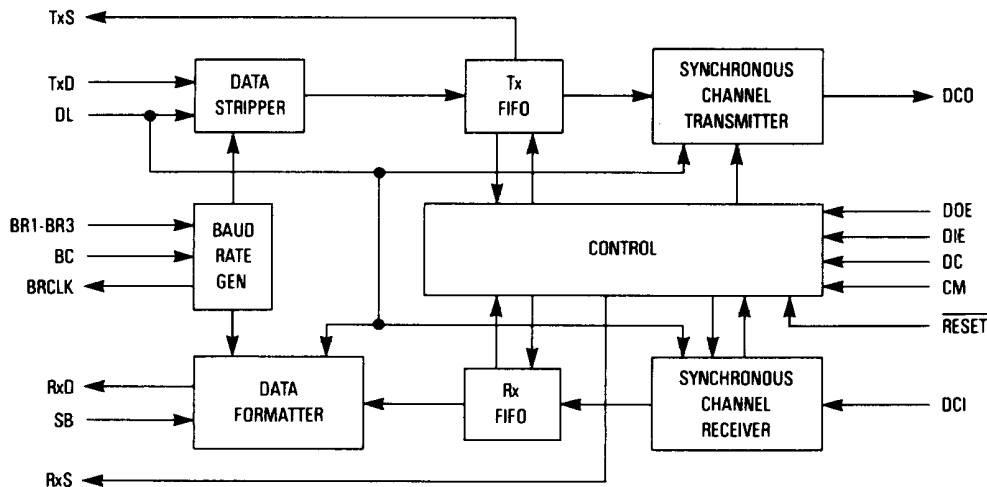 TxS
TxD
DL
DATA
STRIPPER
Tx
FIFO
SYNCHRONOUS
CHANNEL
TRANSMITTER
DCO
BR1-BR3
BC
BRCLK
BAUD
RATE
GEN
CONTROL
DOE
DIE
DC
CM
RESET
RxD
SB
DATA
FORMATTER
Rx
FIFO
SYNCHRONOUS
CHANNEL
RECEIVER
DCI
RxS